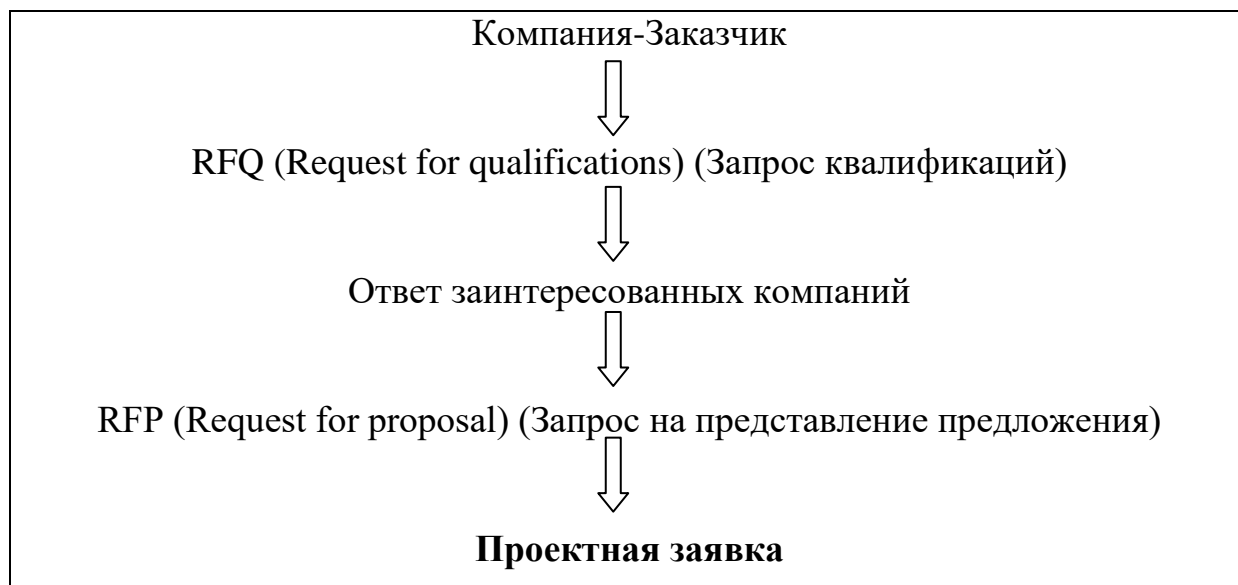 Компания-Заказчик
RFQ (Request for qualifications) (Запрос квалификаций)
Ответ заинтересованных компаний
RFP (Request for proposal) (Запрос на представление предложения)
Проектная заявка